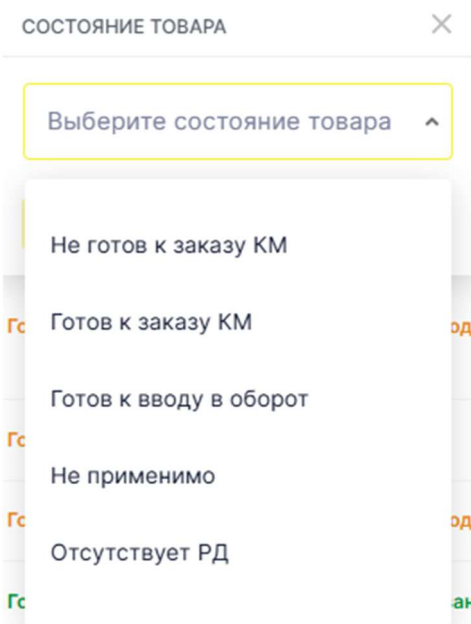 СОСТОЯНИЕ ТОВАРА
Выберите состояние товара
Не готов к заказу КМ
Готов к заказу КМ
Готов к вводу в оборот
Не применимо
Отсутствует РД